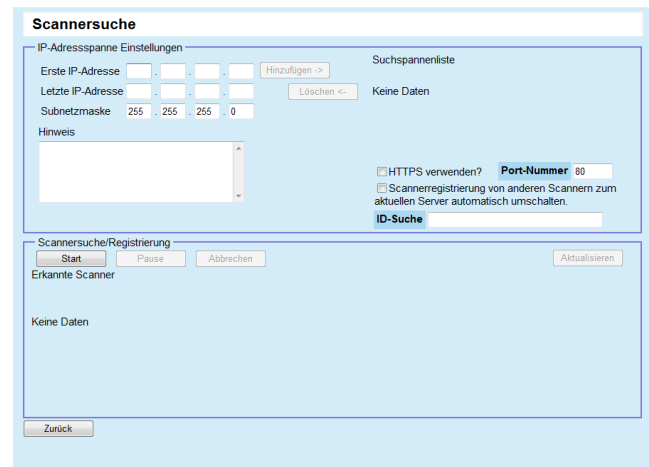 Scannersuche
IP-Adressspanne Einstellungen
Erste IP-Adresse . . . Hinzufügen ->
Letzte IP-Adresse . . . Löschen <-
Subnetzmaske 255 . 255 . 255 . 0
Hinweis
Suchspannenliste
Keine Daten
HTTPS verwenden? Port-Nummer 80
Scannerregistrierung von anderen Scannern zum
aktuellen Server automatisch umschalten.
ID-Suche
Scannersuche/Registrierung
Start Pause Abbrechen Aktualisieren
Erkannte Scanner
Keine Daten
Zurück